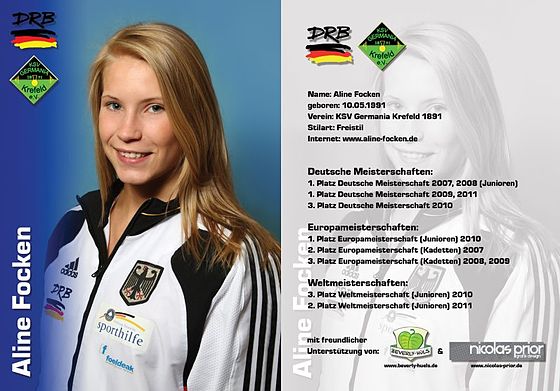 DRB
KSV
GERMANIA
1891
Krefeld
e.V.
Aline Focken
adidas
DRB
sporthilfe
DRB
KSV
GERMANIA
1891
Krefeld
e.V.
Name: Aline Focken
geboren: 10.05.1991
Verein: KSV Germania Krefeld 1891
Stilart: Freistil
Internet: www.aline-focken.de
Deutsche Meisterschaften:
1. Platz Deutsche Meisterschaft 2007, 2008 (Junioren)
1. Platz Deutsche Meisterschaft 2009, 2011
3. Platz Deutsche Meisterschaft 2010
Europameisterschaften:
1. Platz Europameisterschaft (Junioren) 2010
2. Platz Europameisterschaft (Kadetten) 2007
3. Platz Europameisterschaft (Kadetten) 2008, 2009
Weltmeisterschaften:
3. Platz Weltmeisterschaft (Junioren) 2010
2. Platz Weltmeisterschaft (Junioren) 2011
Aline Focken
mit freundlicher
Unterstützung von:
BEVERLY-HÜLS
&
nicolas prior
www.beverly-huels.de
www.nicolas-prior.de